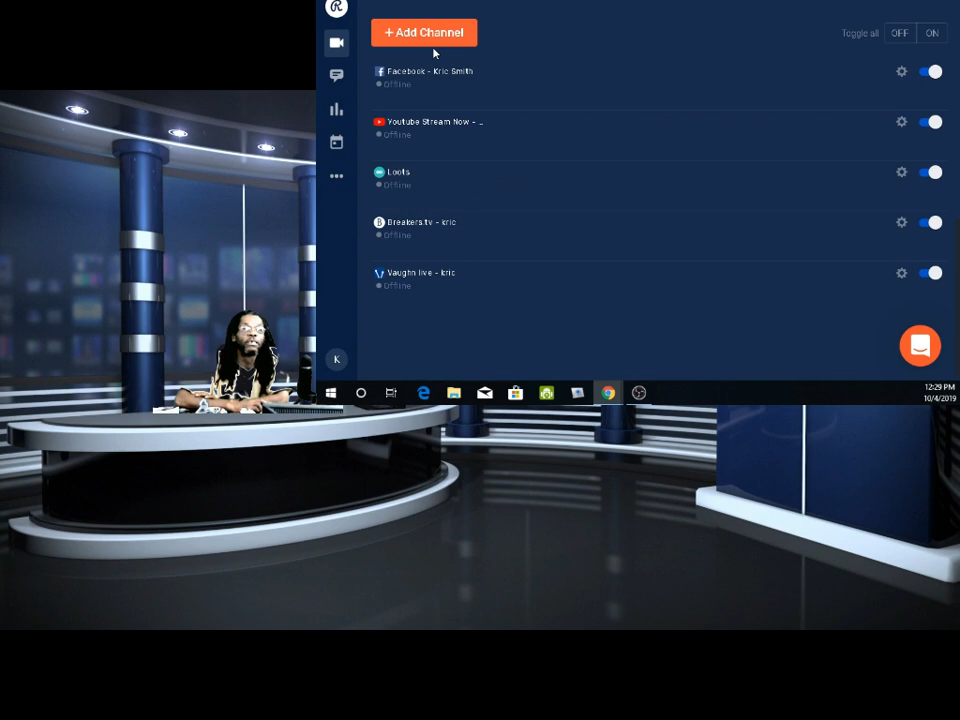 R
+ Add Channel
Toggle all OFF ON
Facebook - Kric Smith
Offline
Youtube Stream Now - ...
Offline
Loots
Offline
Breakers.tv - kric
Offline
Vaughn live - kric
Offline
K
12:29 PM
10/4/2019